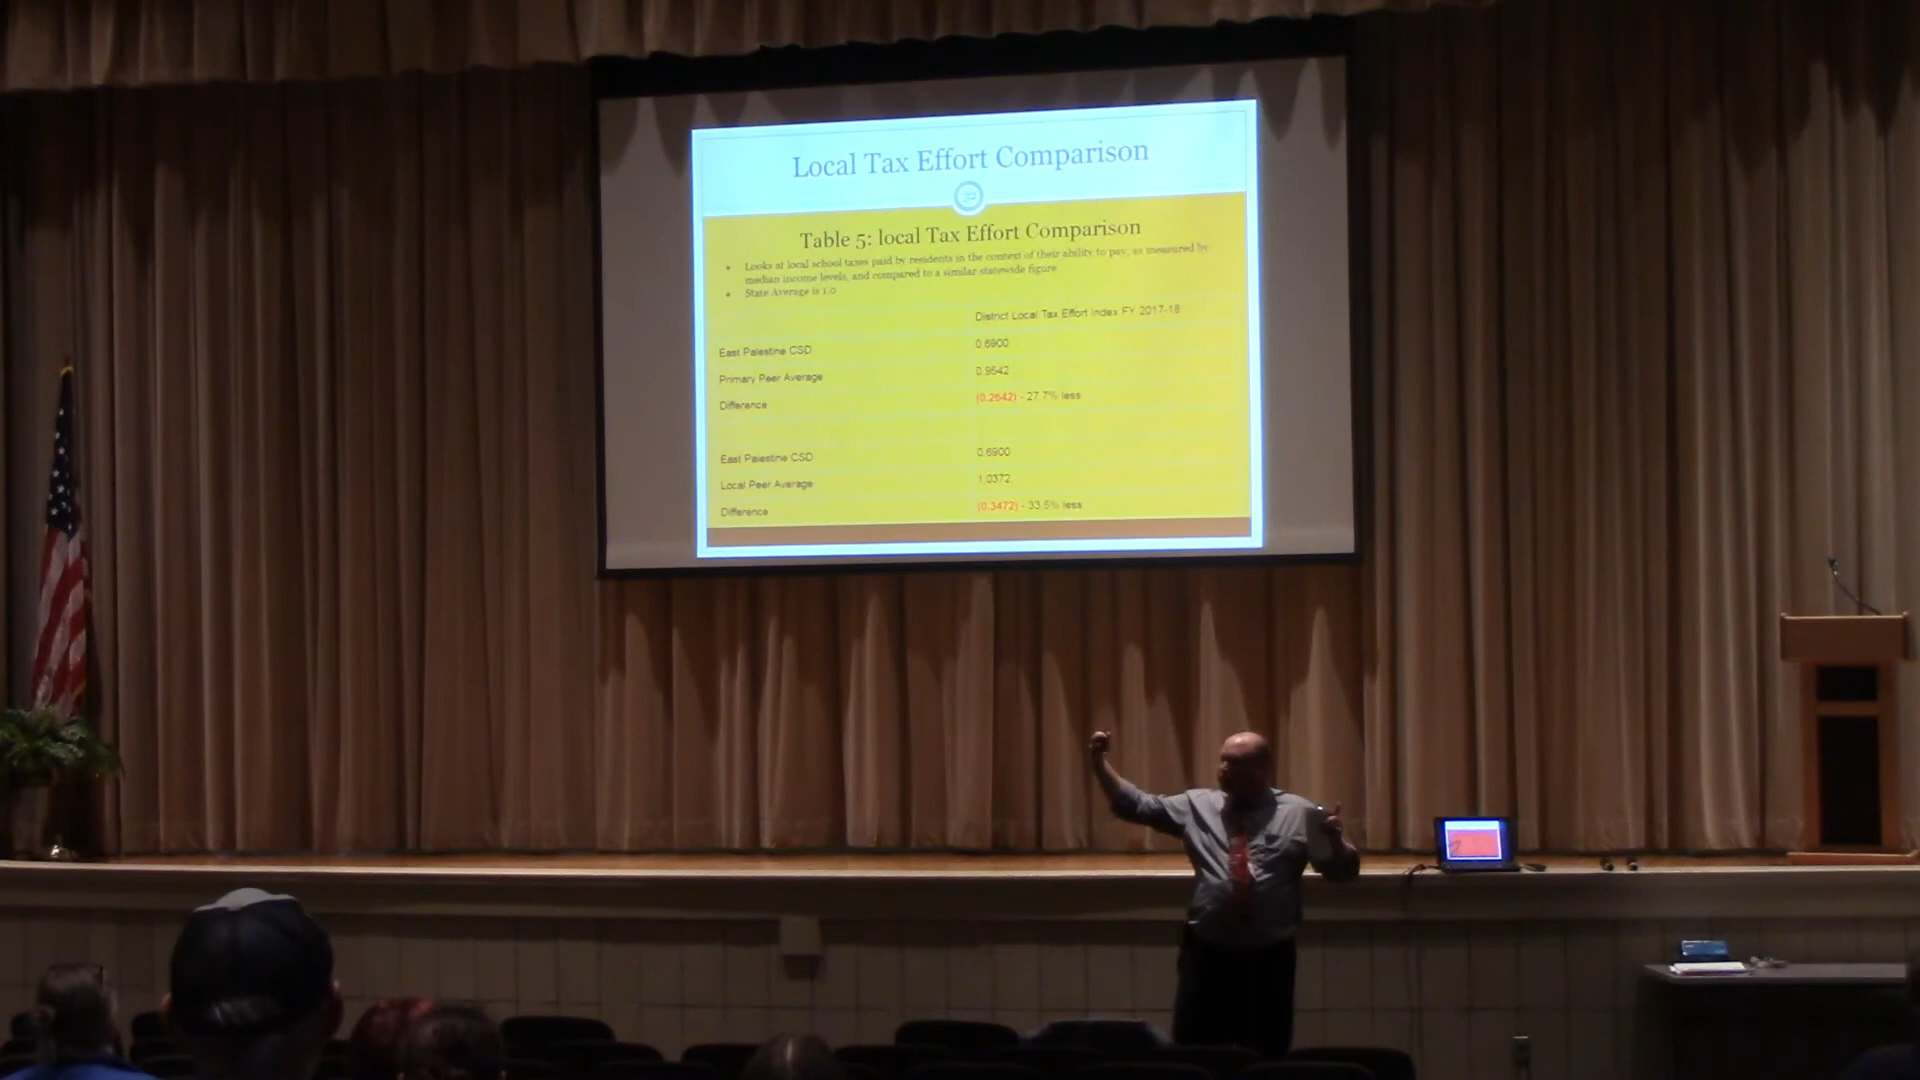 Local Tax Effort Comparison
32
Table 5: local Tax Effort Comparison
• Looks at local school taxes paid by residents in the context of their ability to pay, as measured by
median income levels, and compared to a similar statewide figure
• State Average is 1.0
District Local Tax Effort Index FY 2017-18
East Palestine CSD 0.6900
Primary Peer Average 0.9542
Difference (0.2642) - 27.7% less
East Palestine CSD 0.6900
Local Peer Average 1.0372
Difference (0.3472) - 33.5% less